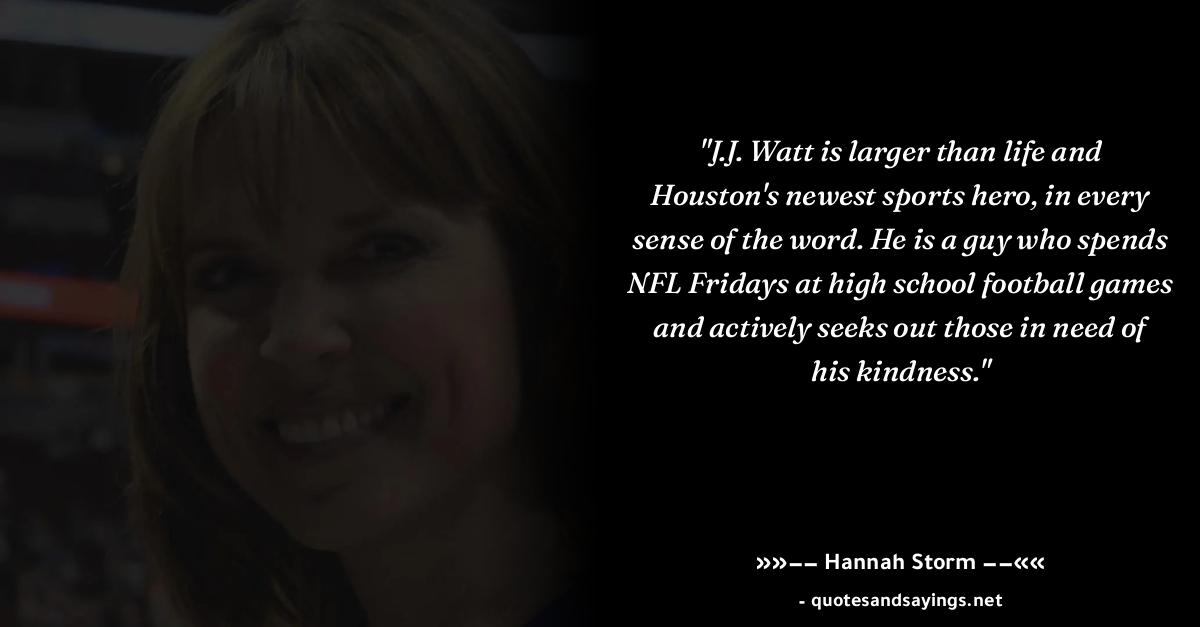 "J.J. Watt is larger than life and
Houston's newest sports hero, in every
sense of the word. He is a guy who spends
NFL Fridays at high school football games
and actively seeks out those in need of
his kindness."
»»−− Hannah Storm −−««
- quotesandsayings.net